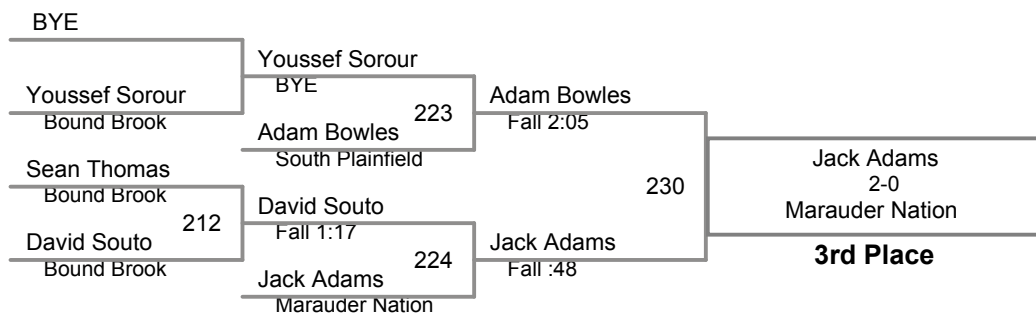 BYE
Youssef Sorour
Bound Brook
Sean Thomas
Bound Brook
212
David Souto
Bound Brook
Youssef Sorour
BYE
223
Adam Bowles
South Plainfield
David Souto
Fall 1:17
224
Jack Adams
Marauder Nation
Adam Bowles
Fall 2:05
230
Jack Adams
Fall :48
Jack Adams
2-0
Marauder Nation
3rd Place